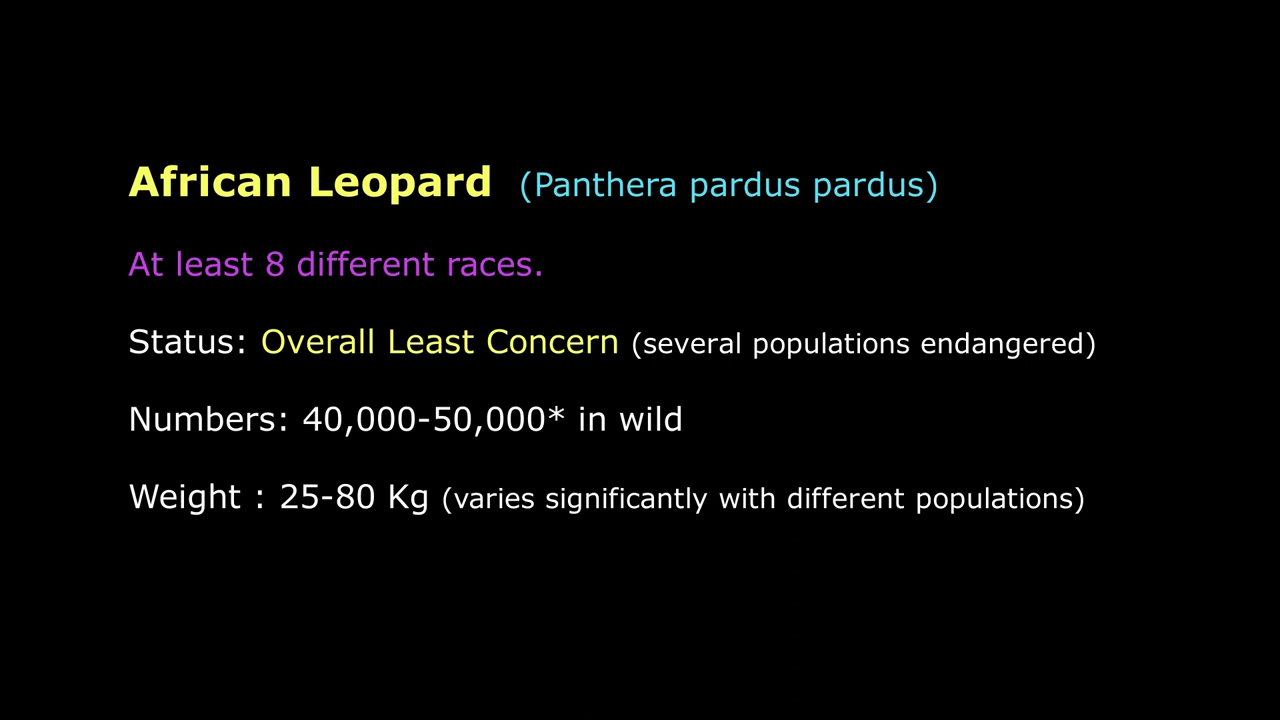 African Leopard (Panthera pardus pardus)
At least 8 different races.
Status: Overall Least Concern (several populations endangered)
Numbers: 40,000-50,000* in wild
Weight : 25-80 Kg (varies significantly with different populations)